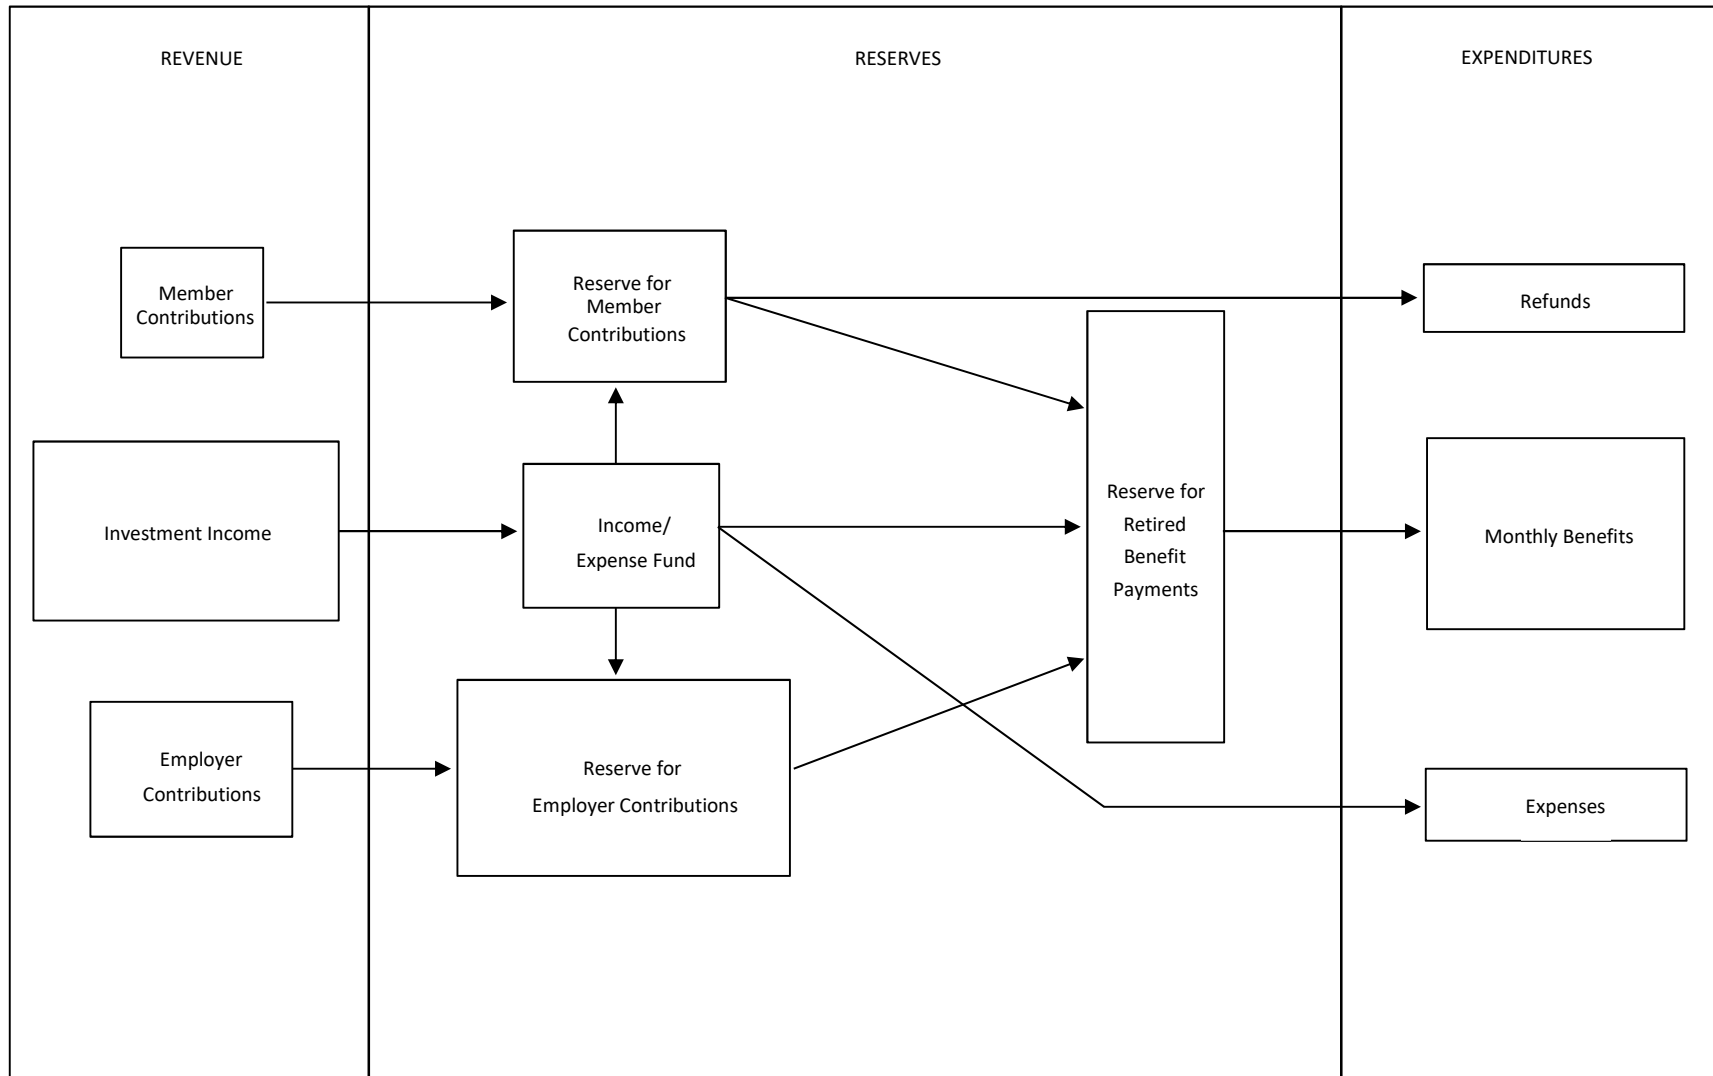 REVENUE
RESERVES
EXPENDITURES
Member
Contributions
Reserve for
Member
Contributions
Refunds
Investment Income
Income/
Expense Fund
Reserve for
Retired
Benefit
Payments
Monthly Benefits
Employer
Contributions
Reserve for
Employer Contributions
Expenses